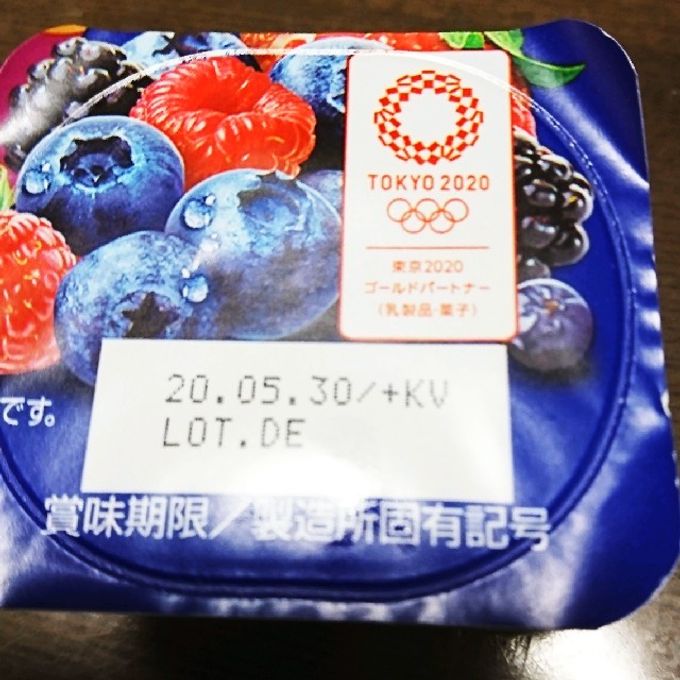 TOKYO 2020
東京2020
ゴールドパートナー
(乳製品・菓子)
20.05.30/+KV
LOT.DE
です。
賞味期限/製造所固有記号